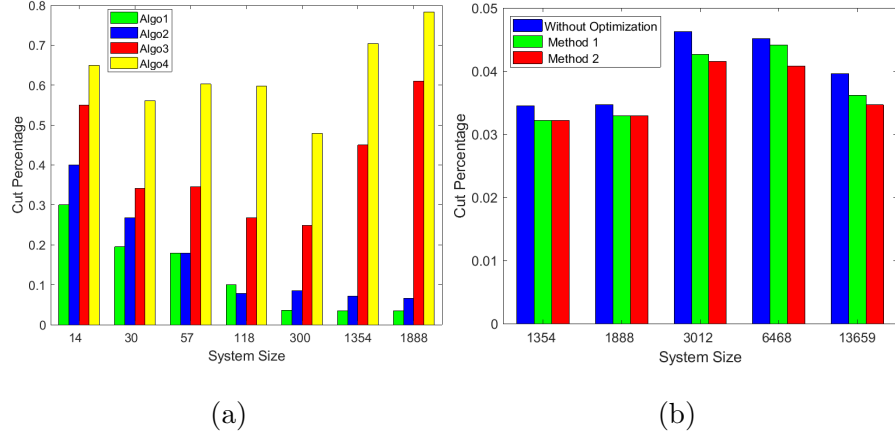 0.8
0.7
0.6
0.5
0.4
0.3
0.2
0.1
0
Cut Percentage
Algo1
Algo2
Algo3
Algo4
14 30 57 118 300 1354 1888
System Size
(a)
0.05
0.04
0.03
0.02
0.01
0
Cut Percentage
Without Optimization
Method 1
Method 2
1354 1888 3012 6468 13659
System Size
(b)